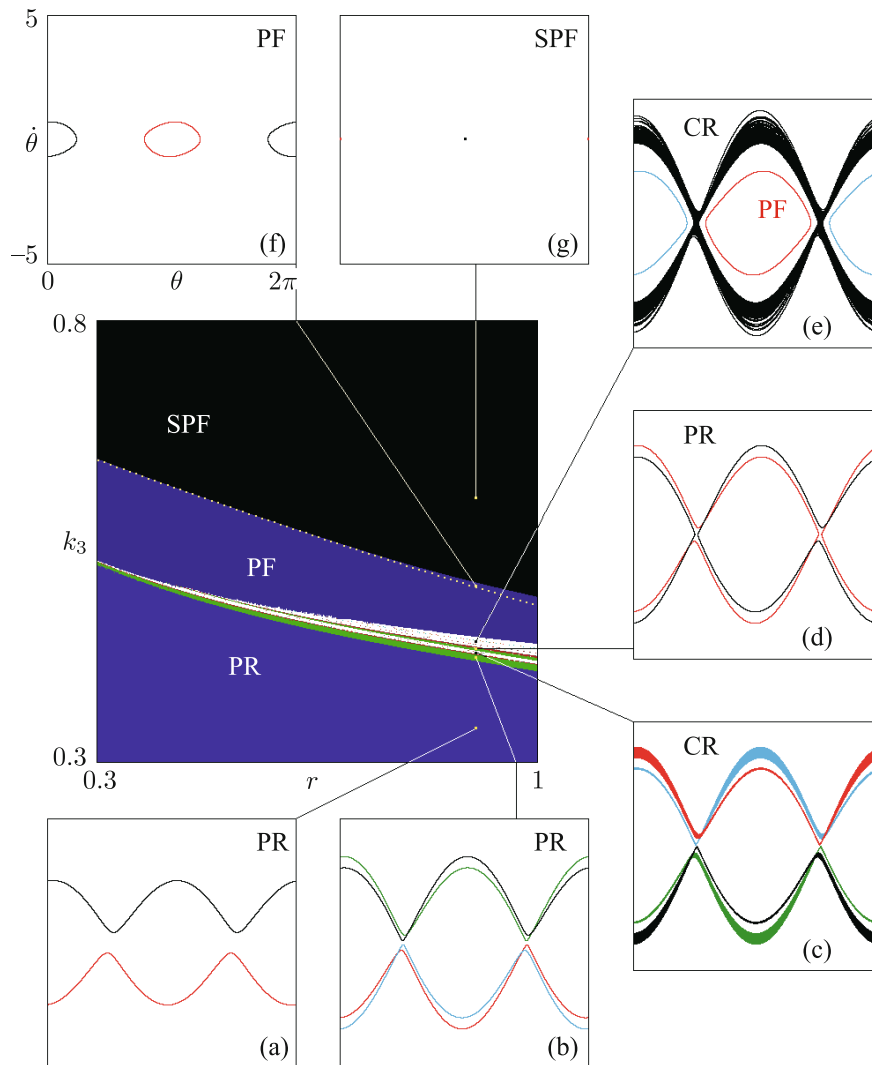 5
PF
SPF
θ̇
CR
PF
−5
(f)
(g)
0
θ
2π
(e)
0.8
SPF
PR
k₃
PF
(d)
PR
0.3
0.3
r
1
CR
PR
PR
(c)
(a)
(b)